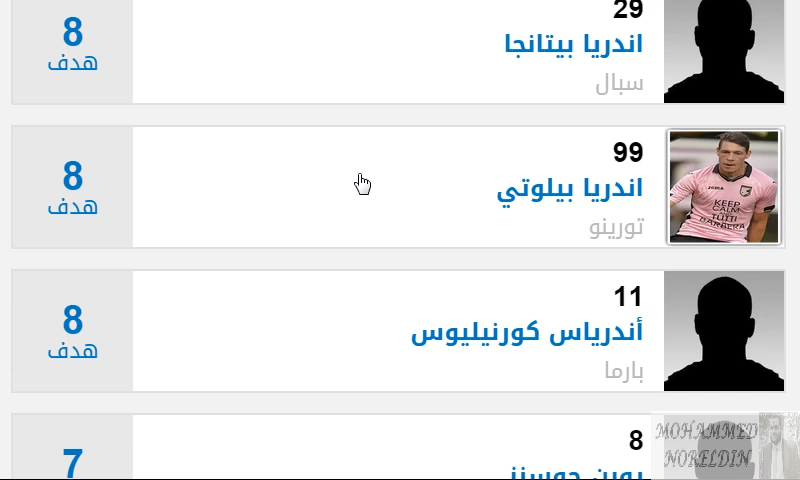 29
اندريا بيتانجا
سبال
8
هدف
99
اندريا بيلوتي
تورينو
8
هدف
KEEP
CALM
TUTTI
BARBERA
11
أندرياس كورنيليوس
بارما
8
هدف
8
7
MOHAMMED
NORELDIN